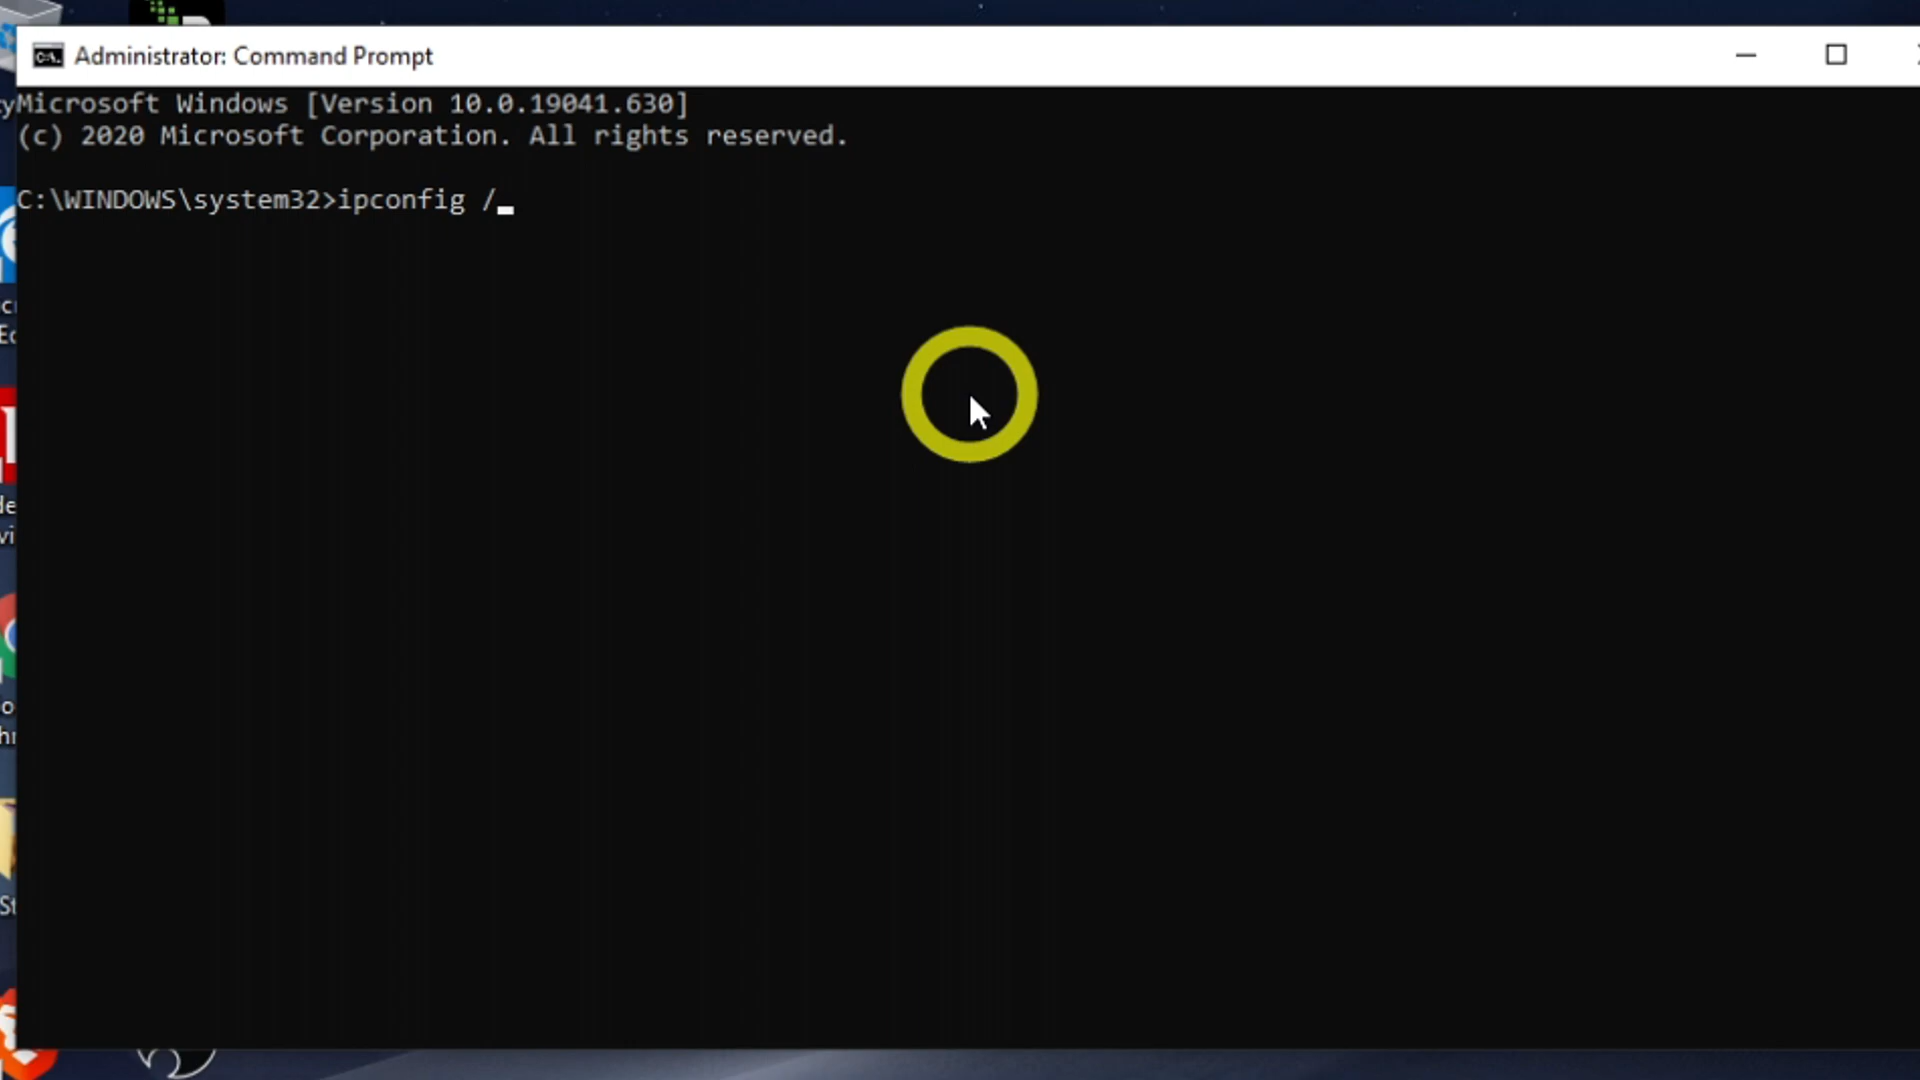 Administrator: Command Prompt
Microsoft Windows [Version 10.0.19041.630]
(c) 2020 Microsoft Corporation. All rights reserved.
C:\WINDOWS\system32>ipconfig /